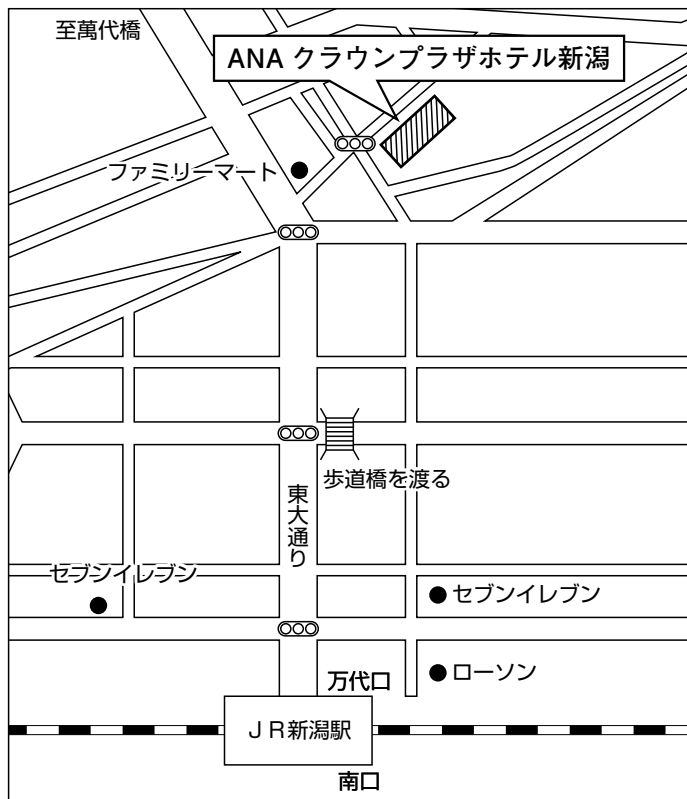 至萬代橋
ANA クラウンプラザホテル新潟
ファミリーマート
歩道橋を渡る
東大通り
セブンイレブン
セブンイレブン
ローソン
万代口
JR新潟駅
南口